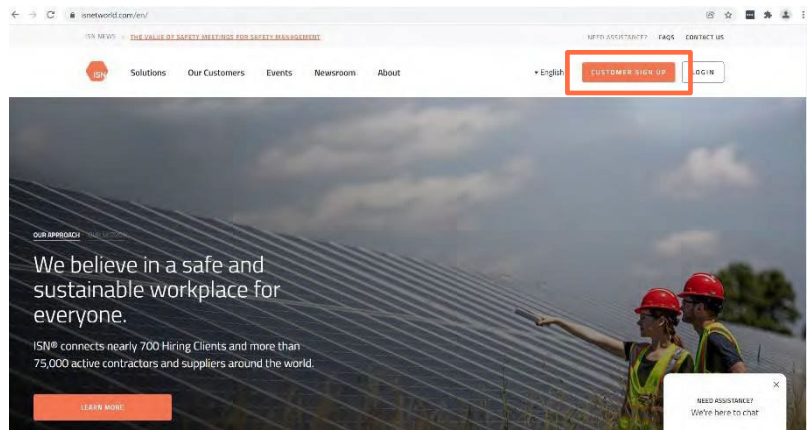 isnetworld.com/en/
ISN NEWS
THE VALUE OF SAFETY MEETINGS FOR SAFETY MANAGEMENT
NEED ASSISTANCE? FAQS CONTACT US
ISN Solutions Our Customers Events Newsroom About
English CUSTOMER SIGN UP LOGIN
OUR APPROACH
We believe in a safe and
sustainable workplace for
everyone.
ISN® connects nearly 700 Hiring Clients and more than
75,000 active contractors and suppliers around the world.
LEARN MORE
NEED ASSISTANCE?
We're here to chat